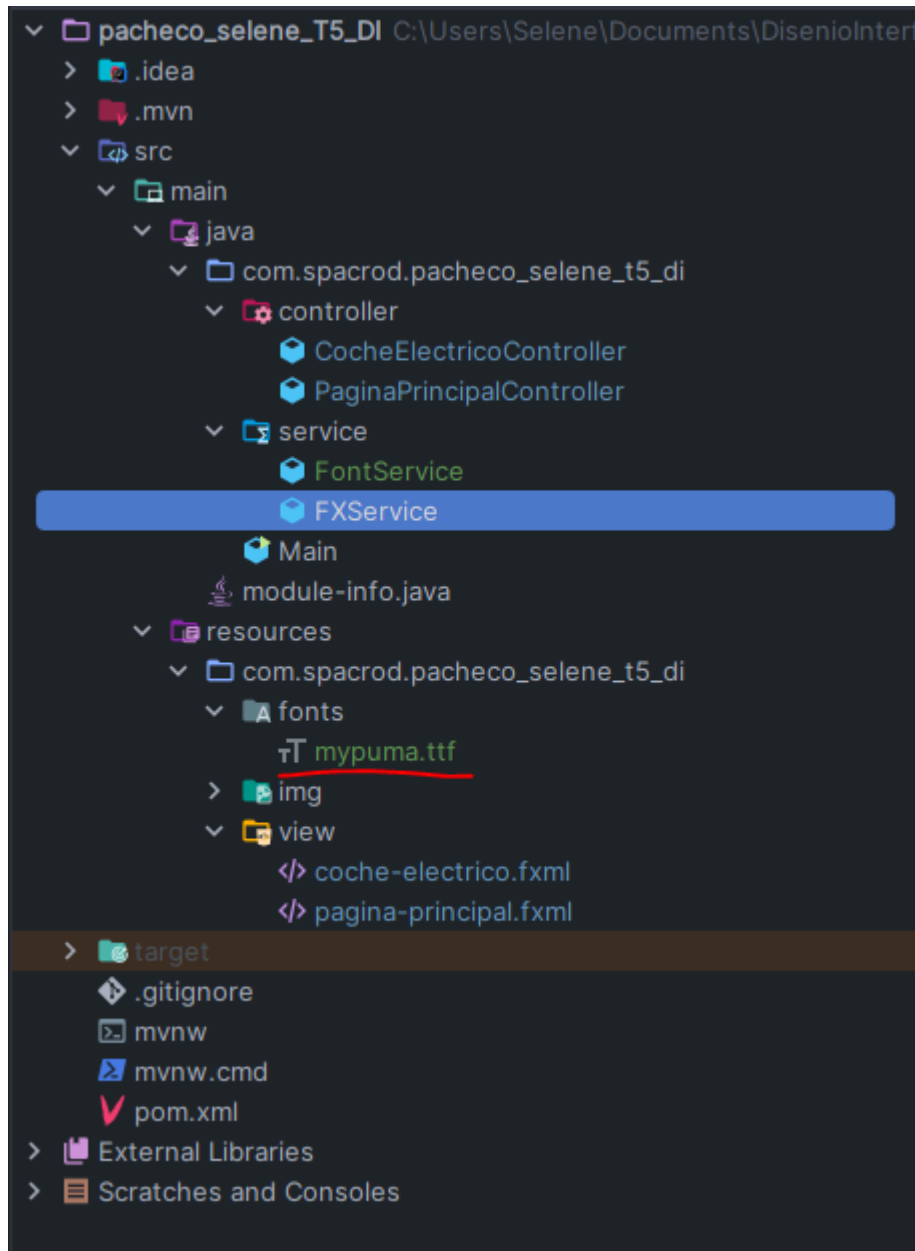 pacheco_selene_T5_DI C:\Users\Selene\Documents\DisenioInterf
.idea
.mvn
src
main
java
com.spacrod.pacheco_selene_t5_di
controller
CocheElectricoController
PaginaPrincipalController
service
FontService
FXService
Main
module-info.java
resources
com.spacrod.pacheco_selene_t5_di
fonts
mypuma.ttf
img
view
coche-electrico.fxml
pagina-principal.fxml
target
.gitignore
mvnw
mvnw.cmd
pom.xml
External Libraries
Scratches and Consoles